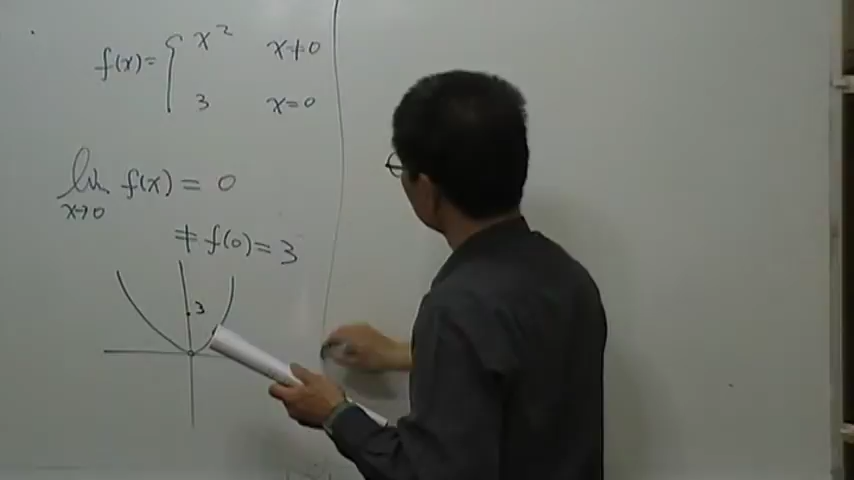 f(x)= { x² x≠0
3 x=0
lim f(x) = 0
x→0
≠ f(0) = 3
3